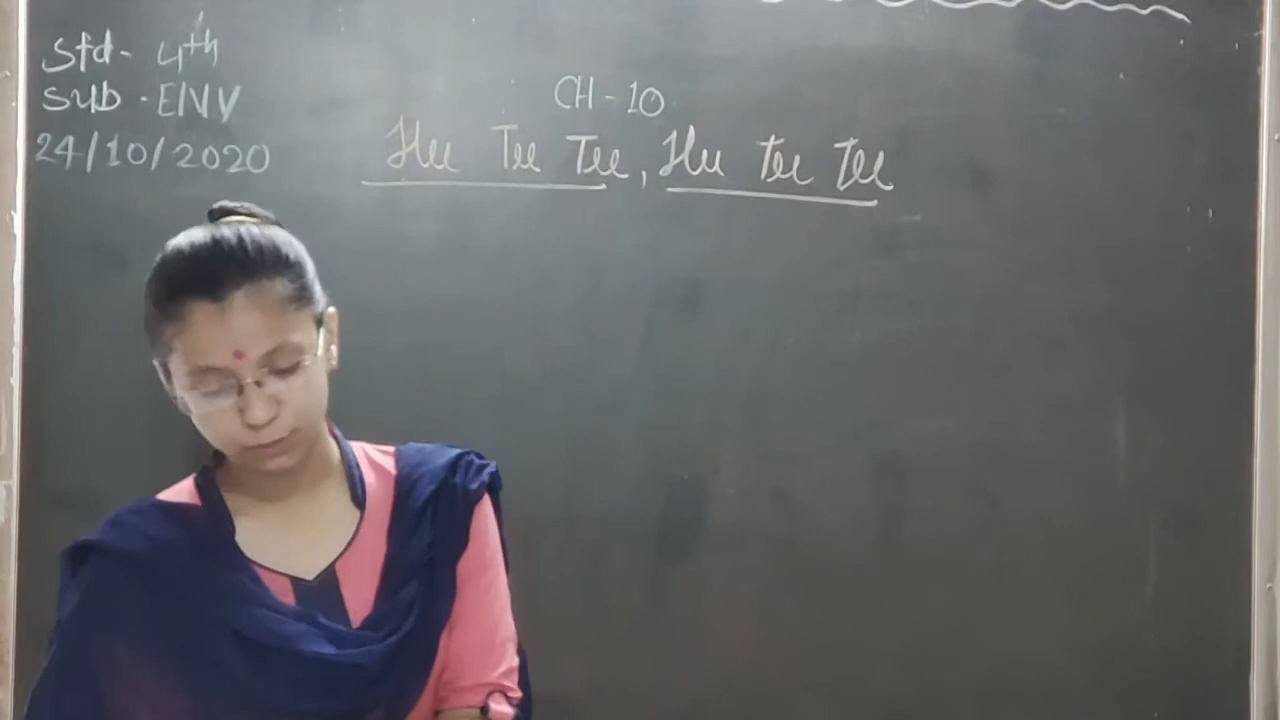 Std- 4th
Sub - ENV
24/10/2020
CH-10
Hu Tu Tu, Hu tu tu